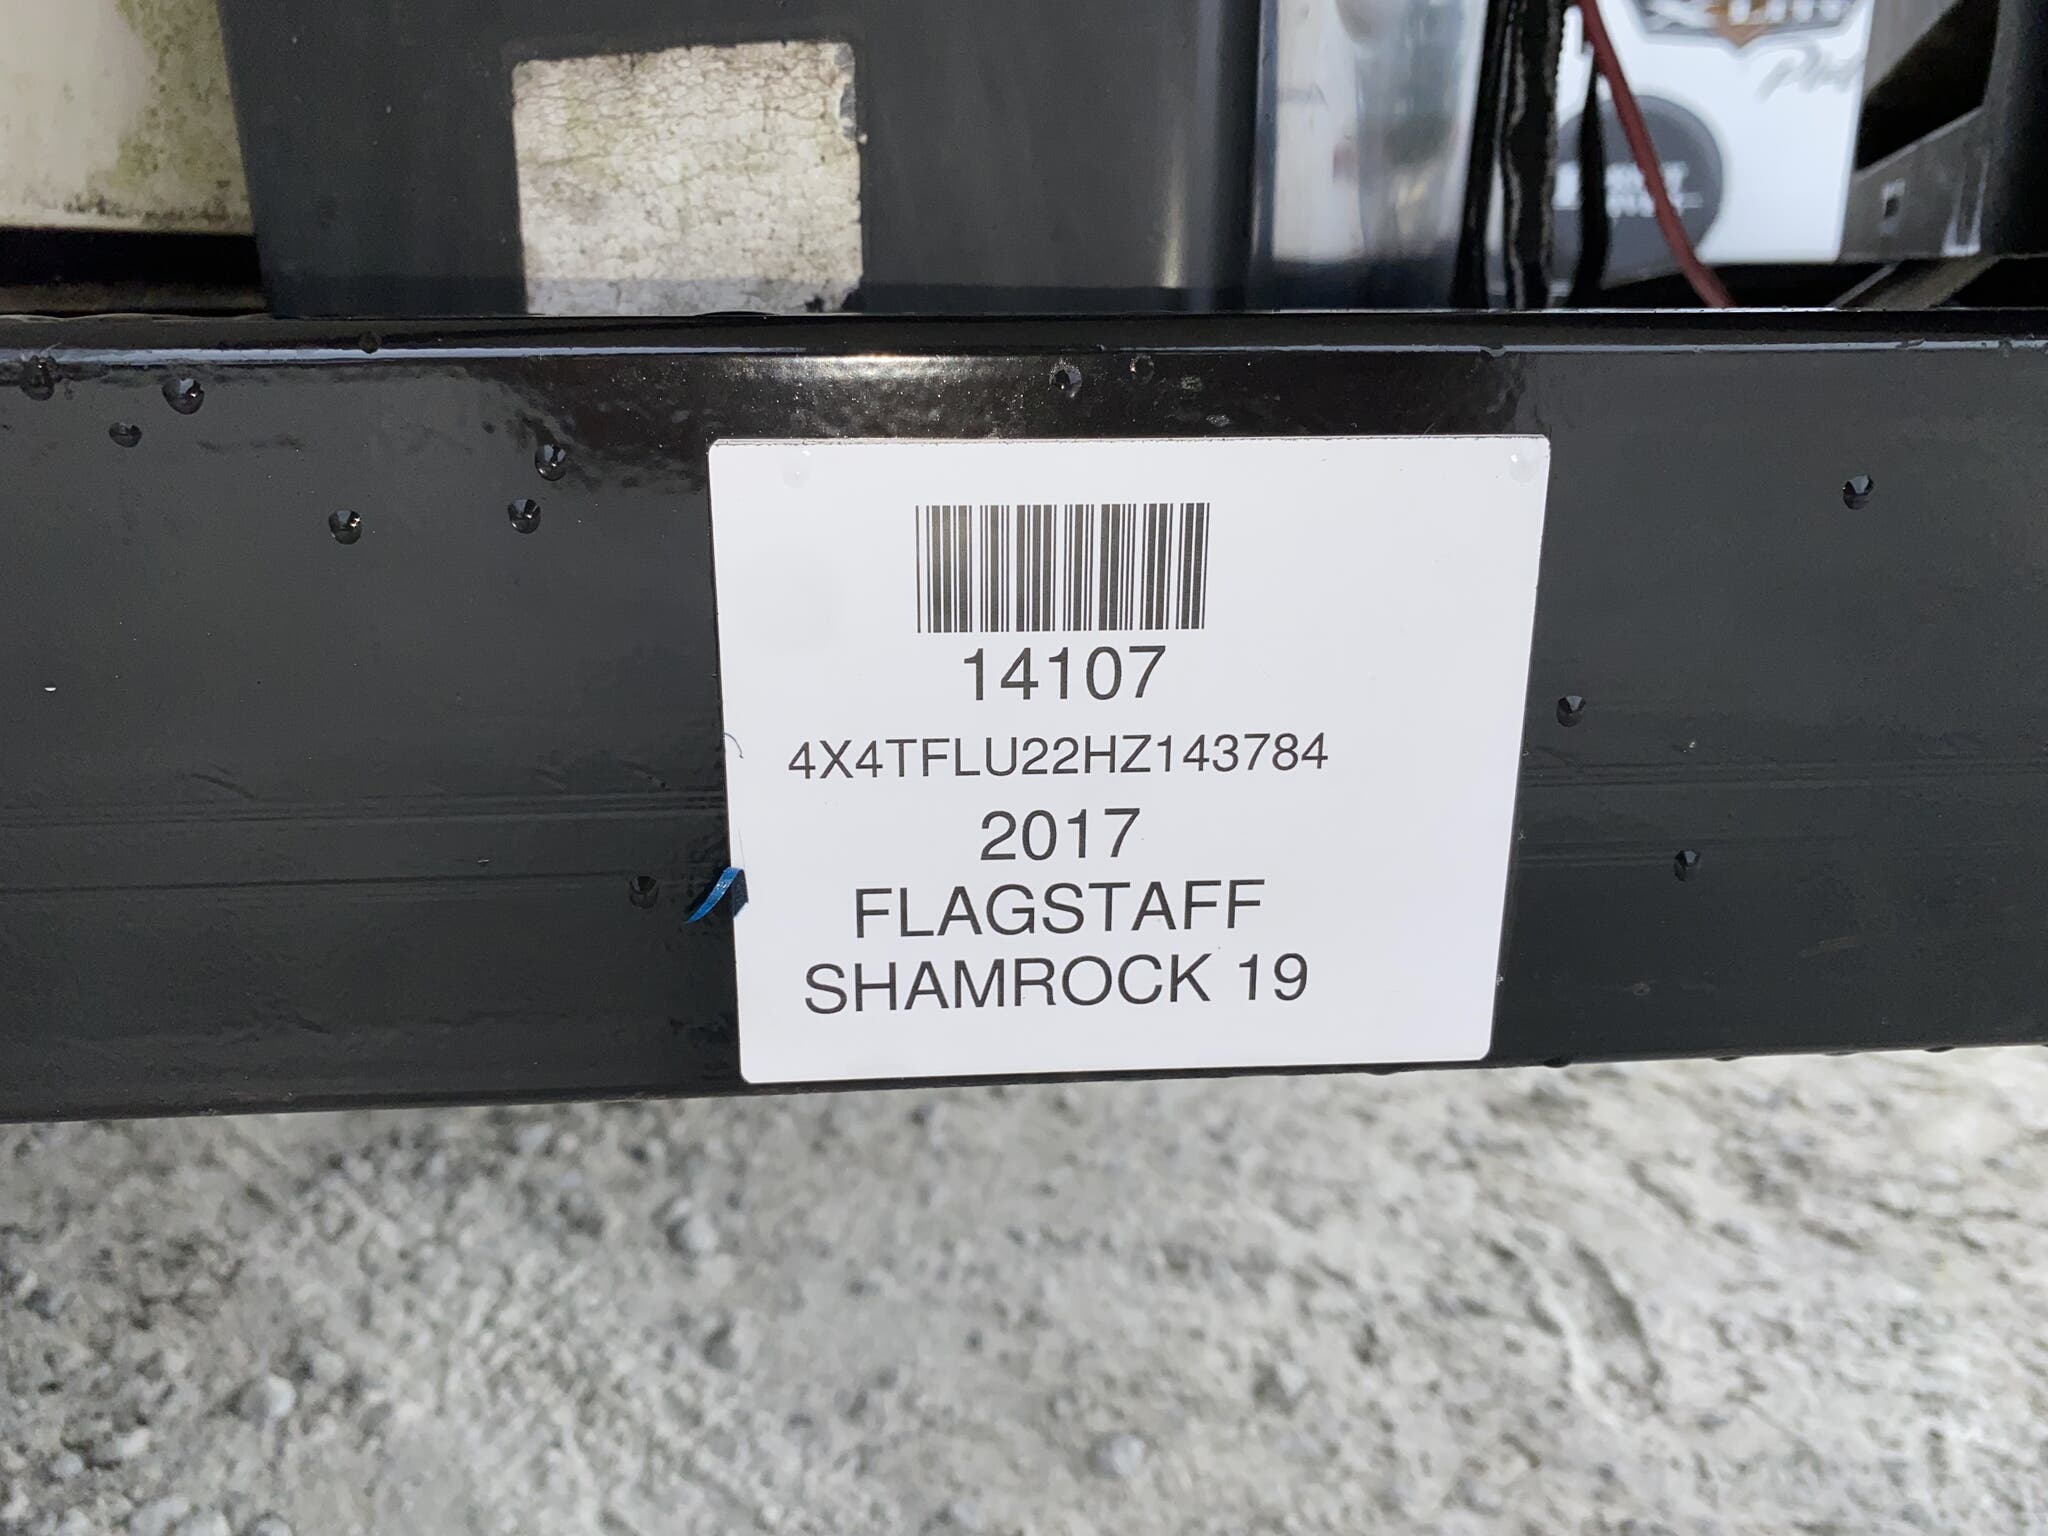 14107
4X4TFLU22HZ143784
2017
FLAGSTAFF
SHAMROCK 19